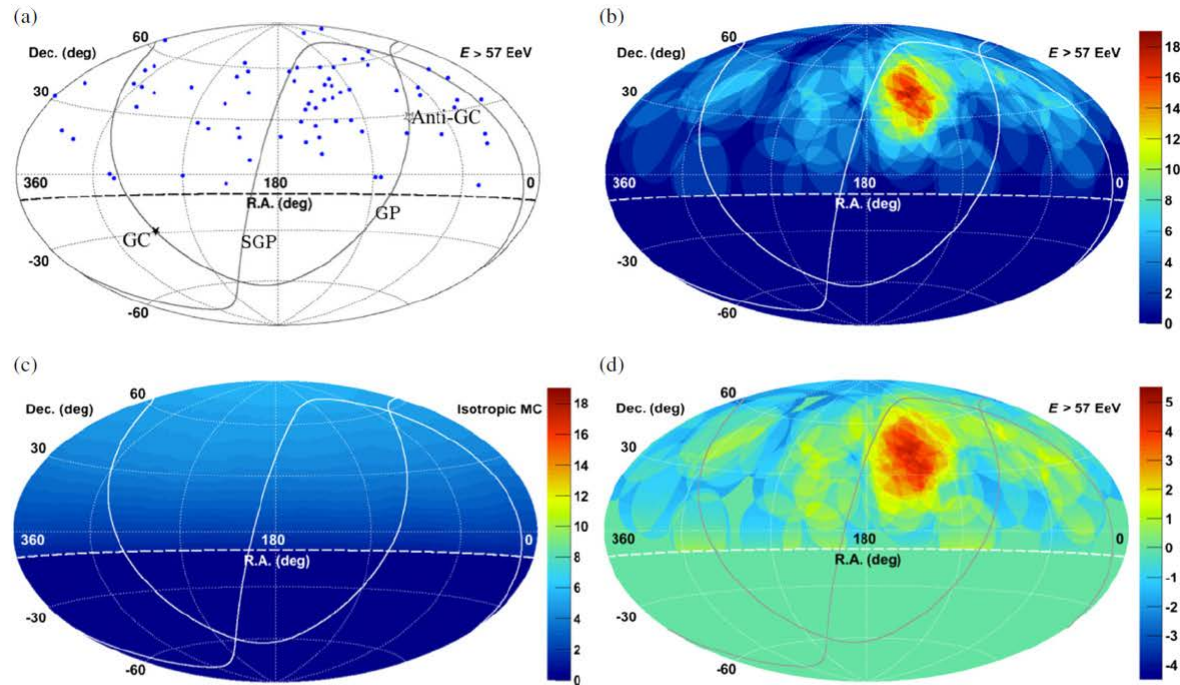 (a)
Dec. (deg)
60
E > 57 EeV
30
Anti-GC
360
180
0
R.A. (deg)
GP
GC
SGP
-30
-60
(b)
Dec. (deg)
60
E > 57 EeV
30
360
180
0
R.A. (deg)
-30
-60
18
16
14
12
10
8
6
4
2
0
(c)
Dec. (deg)
60
Isotropic MC
30
360
180
0
R.A. (deg)
-30
-60
18
16
14
12
10
8
6
4
2
0
(d)
Dec. (deg)
60
E > 57 EeV
30
360
180
0
R.A. (deg)
-30
-60
5
4
3
2
1
0
-1
-2
-3
-4